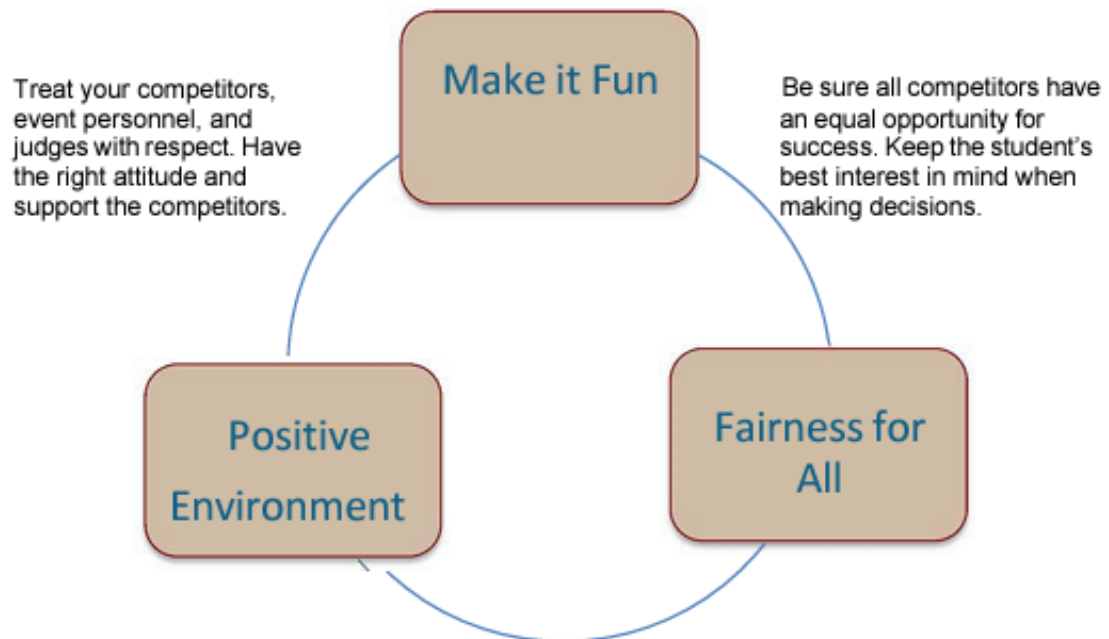 Make it Fun
Treat your competitors,
event personnel, and
judges with respect. Have
the right attitude and
support the competitors.
Be sure all competitors have
an equal opportunity for
success. Keep the student's
best interest in mind when
making decisions.
Positive
Environment
Fairness for
All